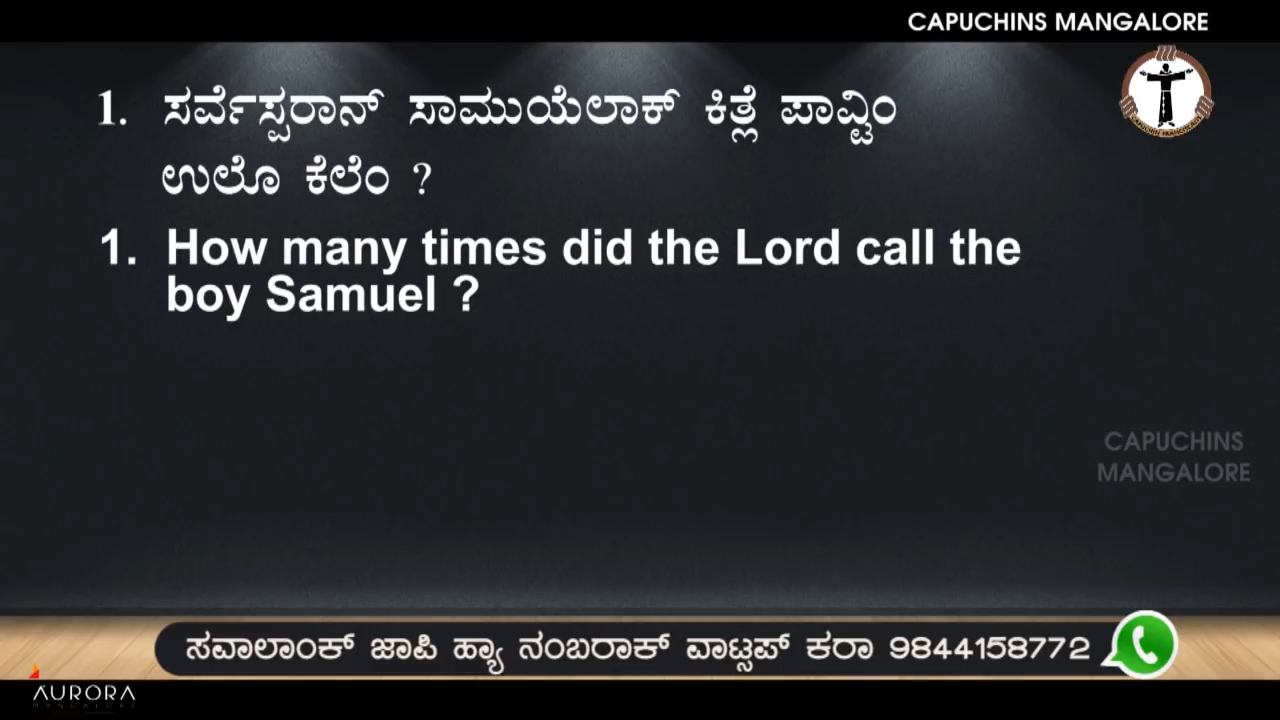 CAPUCHINS MANGALORE
1. ಸರ್ವೆಸ್ಪರಾನ್ ಸಾಮುಯೆಲಾಕ್ ಕಿತ್ಲೆ ಪಾವ್ಟಿಂ
ಉಲೊ ಕೆಲೆಂ ?
1. How many times did the Lord call the
boy Samuel ?
CAPUCHINS
MANGALORE
ಸವಾಲಾಂಕ್ ಜಾಪಿ ಹ್ಯಾ ನಂಬರಾಕ್ ವಾಟ್ಸಪ್ ಕರಾ 9844158772
AURORA
MANGALORE